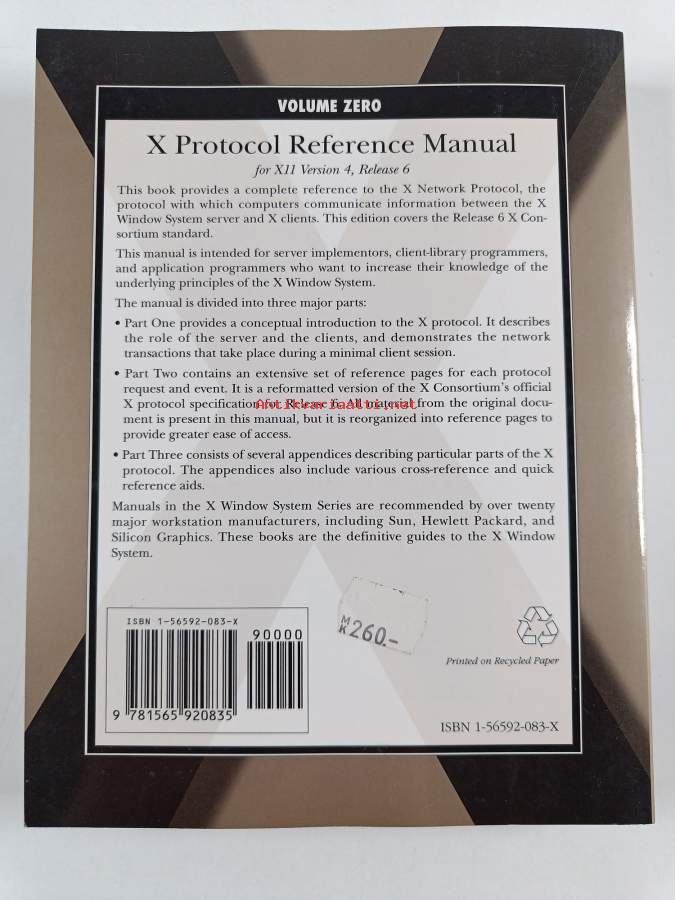 VOLUME ZERO
X Protocol Reference Manual
for X11 Version 4, Release 6
This book provides a complete reference to the X Network Protocol, the
protocol with which computers communicate information between the X
Window System server and X clients. This edition covers the Release 6 X Con-
sortium standard.
This manual is intended for server implementors, client-library programmers,
and application programmers who want to increase their knowledge of the
underlying principles of the X Window System.
The manual is divided into three major parts:
• Part One provides a conceptual introduction to the X protocol. It describes
the role of the server and the clients, and demonstrates the network
transactions that take place during a minimal client session.
• Part Two contains an extensive set of reference pages for each protocol
request and event. It is a reformatted version of the X Consortium's official
X protocol specification for Release 6. All material from the original docu-
Antikvariaatti.net
ment is present in this manual, but it is reorganized into reference pages to
provide greater ease of access.
• Part Three consists of several appendices describing particular parts of the X
protocol. The appendices also include various cross-reference and quick
reference aids.
Manuals in the X Window System Series are recommended by over twenty
major workstation manufacturers, including Sun, Hewlett Packard, and
Silicon Graphics. These books are the definitive guides to the X Window
System.
ISBN 1-56592-083-X
90000
9 781565 920835
MK 260.-
Printed on Recycled Paper
ISBN 1-56592-083-X